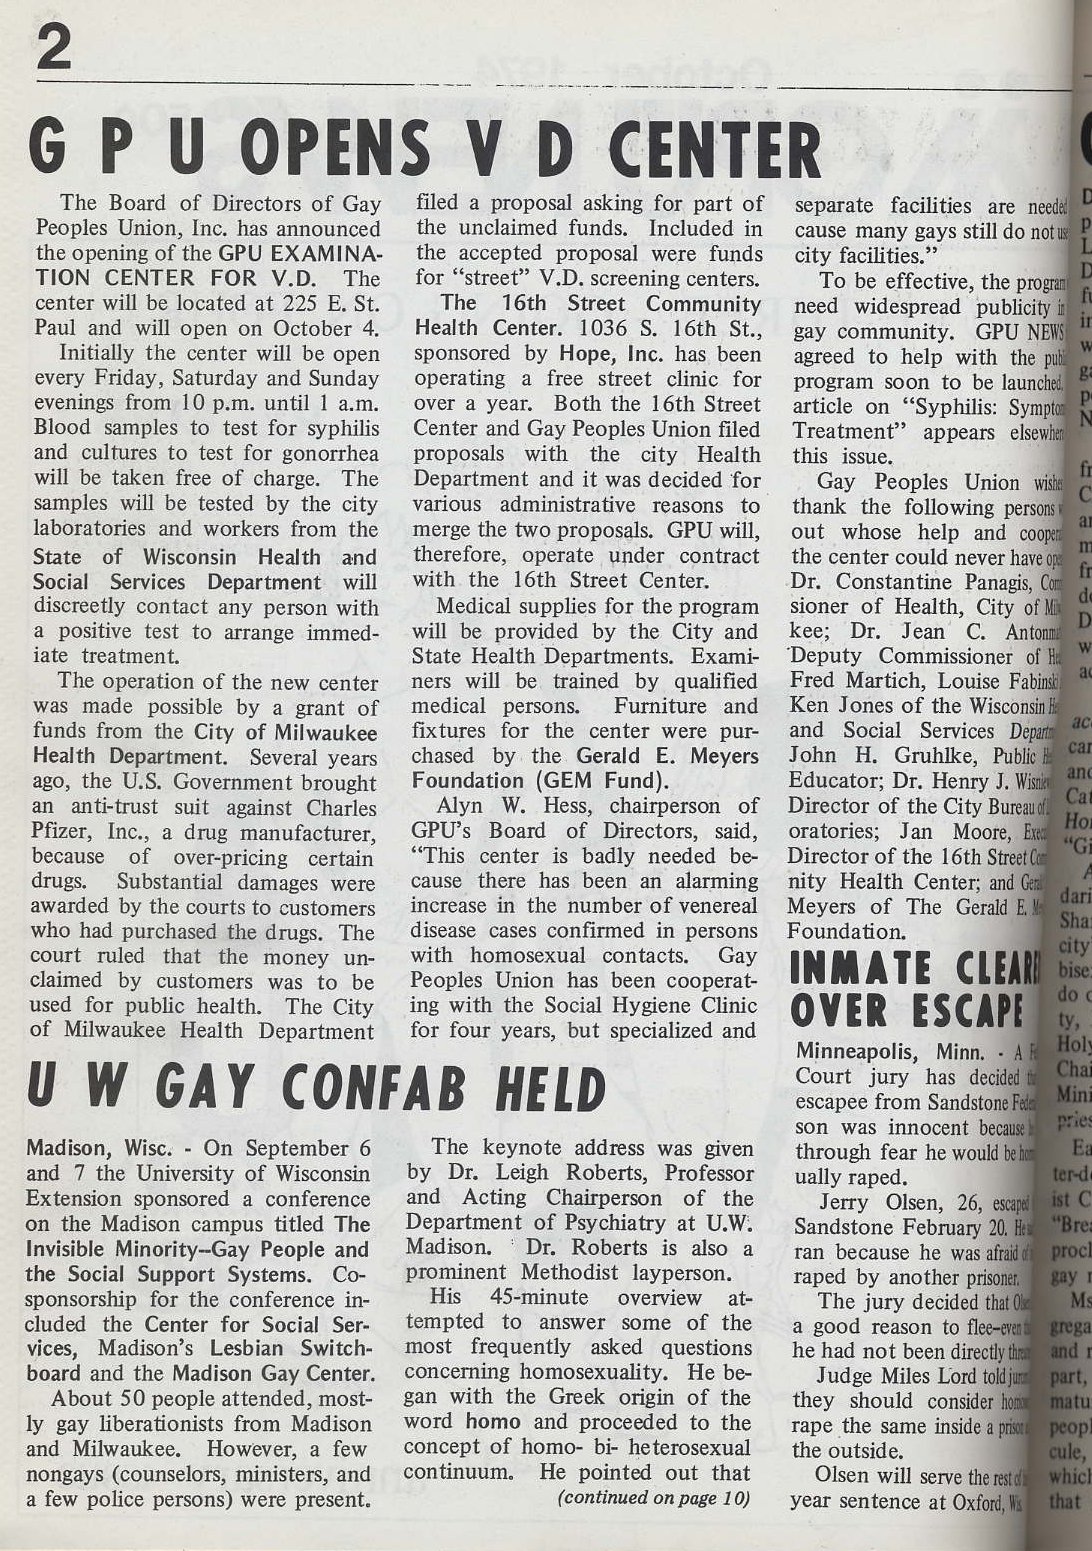 2
G P U OPENS V D CENTER
The Board of Directors of Gay
Peoples Union, Inc. has announced
the opening of the GPU EXAMINA-
TION CENTER FOR V.D. The
center will be located at 225 E. St.
Paul and will open on October 4.
Initially the center will be open
every Friday, Saturday and Sunday
evenings from 10 p.m. until 1 a.m.
Blood samples to test for syphilis
and cultures to test for gonorrhea
will be taken free of charge. The
samples will be tested by the city
laboratories and workers from the
State of Wisconsin Health and
Social Services Department will
discreetly contact any person with
a positive test to arrange immed-
iate treatment.
The operation of the new center
was made possible by a grant of
funds from the City of Milwaukee
Health Department. Several years
ago, the U.S. Government brought
an anti-trust suit against Charles
Pfizer, Inc., a drug manufacturer,
because of over-pricing certain
drugs. Substantial damages were
awarded by the courts to customers
who had purchased the drugs. The
court ruled that the money un-
claimed by customers was to be
used for public health. The City
of Milwaukee Health Department
filed a proposal asking for part of
the unclaimed funds. Included in
the accepted proposal were funds
for “street” V.D. screening centers.
The 16th Street Community
Health Center. 1036 S. 16th St.,
sponsored by Hope, Inc. has been
operating a free street clinic for
over a year. Both the 16th Street
Center and Gay Peoples Union filed
proposals with the city Health
Department and it was decided for
various administrative reasons to
merge the two proposals. GPU will,
therefore, operate under contract
with the 16th Street Center.
Medical supplies for the program
will be provided by the City and
State Health Departments. Exami-
ners will be trained by qualified
medical persons. Furniture and
fixtures for the center were pur-
chased by the Gerald E. Meyers
Foundation (GEM Fund).
Alyn W. Hess, chairperson of
GPU's Board of Directors, said,
“This center is badly needed be-
cause there has been an alarming
increase in the number of venereal
disease cases confirmed in persons
with homosexual contacts. Gay
Peoples Union has been cooperat-
ing with the Social Hygiene Clinic
for four years, but specialized and
separate facilities are needed
cause many gays still do not use
city facilities.”
To be effective, the program
need widespread publicity in
gay community. GPU NEWS
agreed to help with the
program soon to be launched.
article on “Syphilis:
Treatment” appears
this issue.
Gay Peoples Union
thank the following persons
out whose help and
the center could never have
Dr. Constantine Panagis,
sioner of Health, City of
kee; Dr. Jean C.
Deputy Commissioner of
Fred Martich, Louise
Ken Jones of the Wisconsin
and Social Services
John H. Gruhlke, Public
Educator; Dr. Henry J.
Director of the City Bureau of
oratories; Jan Moore,
Director of the 16th Street
nity Health Center; and
Meyers of The Gerald E.
Foundation.
INMATE
OVER ESCAPE
Minneapolis, Minn. - A
Court jury has decided
escapee from Sandstone
son was innocent because
through fear he would be
ually raped.
Jerry Olsen, 26, escaped
Sandstone February 20. He
ran because he was afraid
raped by another prisoner.
The jury decided that
a good reason to flee-even
he had not been directly
Judge Miles Lord told
they should consider
rape the same inside a
the outside.
Olsen will serve the rest
year sentence at Oxford,
U W GAY CONFAB HELD
Madison, Wisc. - On September 6
and 7 the University of Wisconsin
Extension sponsored a conference
on the Madison campus titled The
Invisible Minority--Gay People and
the Social Support Systems. Co-
sponsorship for the conference in-
cluded the Center for Social Ser-
vices, Madison's Lesbian Switch-
board and the Madison Gay Center.
About 50 people attended, most-
ly gay liberationists from Madison
and Milwaukee. However, a few
nongays (counselors, ministers, and
a few police persons) were present.
The keynote address was given
by Dr. Leigh Roberts, Professor
and Acting Chairperson of the
Department of Psychiatry at U.W.
Madison. Dr. Roberts is also a
prominent Methodist layperson.
His 45-minute overview at-
tempted to answer some of the
most frequently asked questions
concerning homosexuality. He be-
gan with the Greek origin of the
word homo and proceeded to the
concept of homo- bi- heterosexual
continuum. He pointed out that
(continued on page 10)